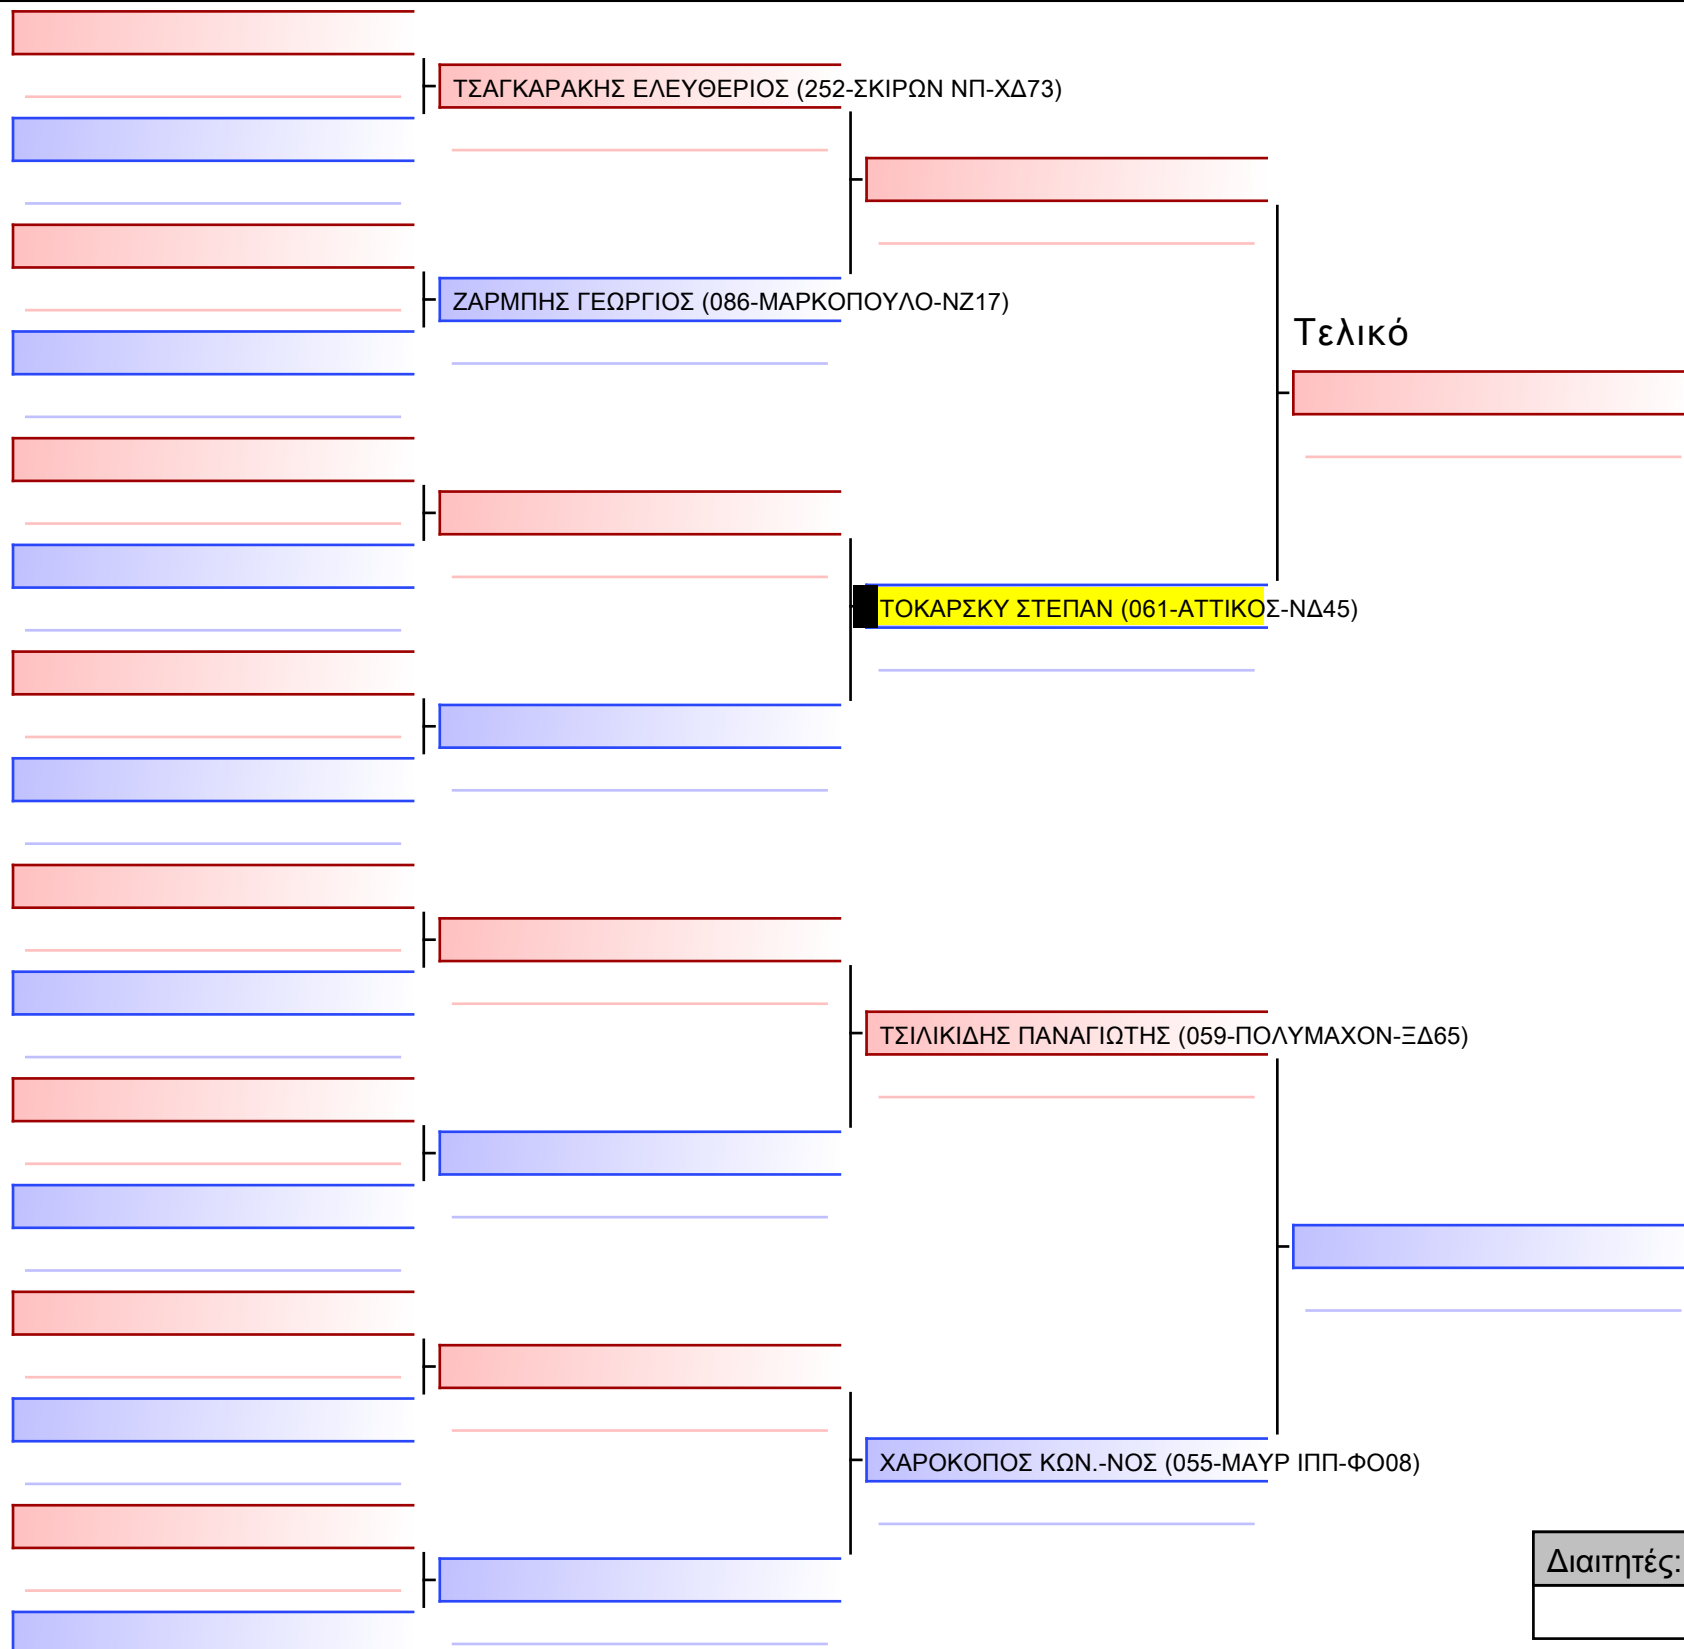 ΤΣΑΓΚΑΡΑΚΗΣ ΕΛΕΥΘΕΡΙΟΣ (252-ΣΚΙΡΩΝ ΝΠ-ΧΔ73)
ΖΑΡΜΠΗΣ ΓΕΩΡΓΙΟΣ (086-ΜΑΡΚΟΠΟΥΛΟ-ΝΖ17)
Τελικό
ΤΟΚΑΡΣΚΥ ΣΤΕΠΑΝ (061-ΑΤΤΙΚΟΣ-ΝΔ45)
ΤΣΙΛΙΚΙΔΗΣ ΠΑΝΑΓΙΩΤΗΣ (059-ΠΟΛΥΜΑΧΟΝ-ΞΔ65)
ΧΑΡΟΚΟΠΟΣ ΚΩΝ.-ΝΟΣ (055-ΜΑΥΡ ΙΠΠ-ΦΟ08)
Διαιτητές: